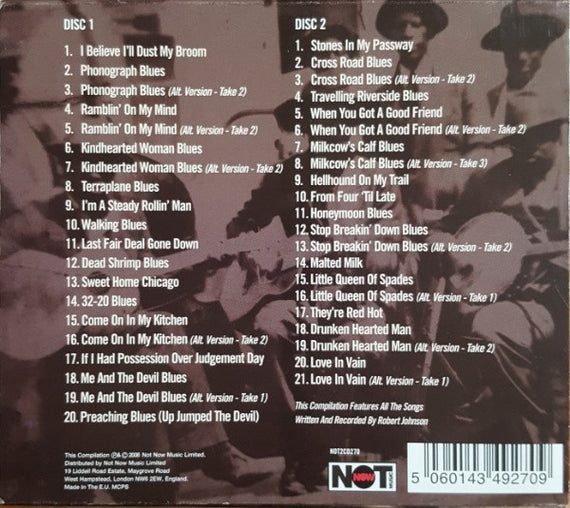 DISC 1
1. I Believe I'll Dust My Broom
2. Phonograph Blues
3. Phonograph Blues (Alt. Version - Take 2)
4. Ramblin' On My Mind
5. Ramblin' On My Mind (Alt. Version - Take 2)
6. Kindhearted Woman Blues
7. Kindhearted Woman Blues (Alt. Version - Take 2)
8. Terraplane Blues
9. I'm A Steady Rollin' Man
10. Walking Blues
11. Last Fair Deal Gone Down
12. Dead Shrimp Blues
13. Sweet Home Chicago
14. 32-20 Blues
15. Come On In My Kitchen
16. Come On In My Kitchen (Alt. Version - Take 2)
17. If I Had Possession Over Judgement Day
18. Me And The Devil Blues
19. Me And The Devil Blues (Alt. Version - Take 1)
20. Preaching Blues (Up Jumped The Devil)
This Compilation ℗&© 2008 Not Now Music Limited.
Distributed by Not Now Music Limited
19 Liddell Road Estate, Maygrove Road
West Hampstead, London NW6 2EW, England.
Made in The E.U. MCPS
DISC 2
1. Stones In My Passway
2. Cross Road Blues
3. Cross Road Blues (Alt. Version - Take 2)
4. Travelling Riverside Blues
5. When You Got A Good Friend
6. When You Got A Good Friend (Alt. Version - Take 2)
7. Milkcow's Calf Blues
8. Milkcow's Calf Blues (Alt. Version - Take 3)
9. Hellhound On My Trail
10. From Four 'Til Late
11. Honeymoon Blues
12. Stop Breakin' Down Blues
13. Stop Breakin' Down Blues (Alt. Version - Take 2)
14. Malted Milk
15. Little Queen Of Spades
16. Little Queen Of Spades (Alt. Version - Take 1)
17. They're Red Hot
18. Drunken Hearted Man
19. Drunken Hearted Man (Alt. Version - Take 2)
20. Love In Vain
21. Love In Vain (Alt. Version - Take 1)
This Compilation Features All The Songs
Written And Recorded By Robert Johnson
NOT2CD270
NOT NOW MUSIC
5 060143 492709